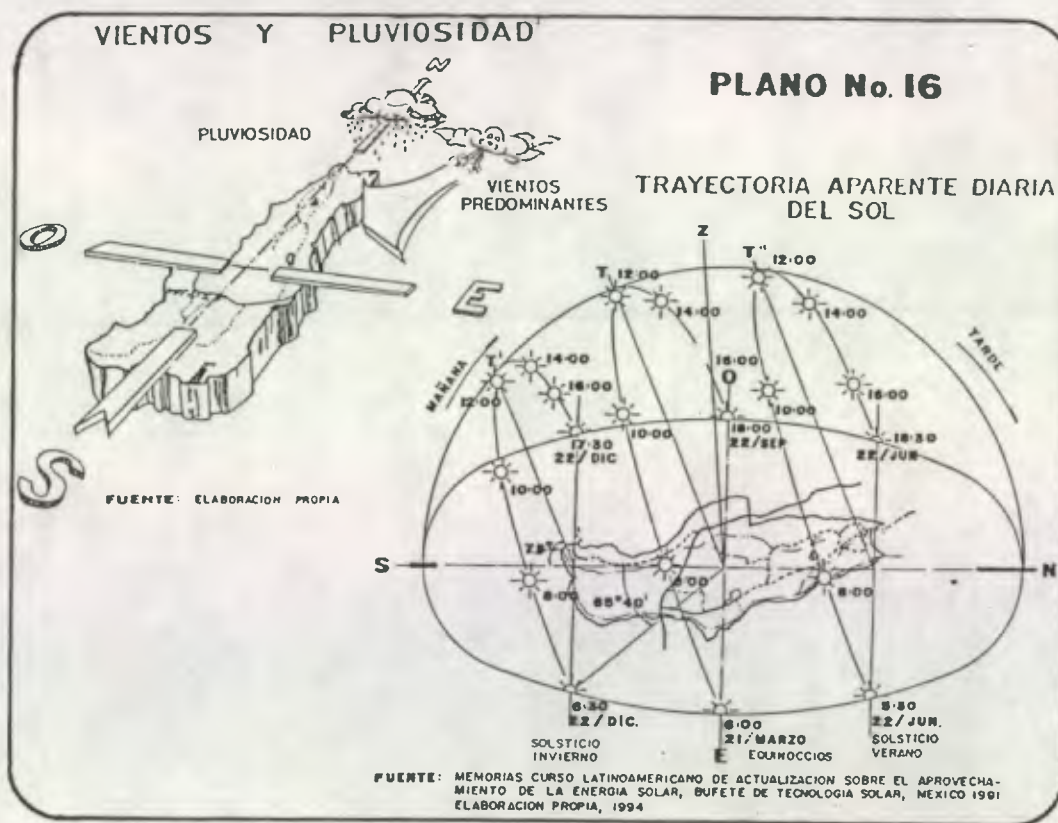 VIENTOS Y PLUVIOSIDAD
PLANO No. 16
N
PLUVIOSIDAD
VIENTOS
PREDOMINANTES
O
E
S
FUENTE: ELABORACION PROPIA
TRAYECTORIA APARENTE DIARIA
DEL SOL
Z
T" 12:00
T, 12:00
14:00
14:00
MAÑANA
TARDE
T'
14:00
12:00
16:00
16:00
O
10:00
16:00
10:00
17:30
22/DIC
18:00
22/SEP
18:30
22/JUN
10:00
S
N
8:00
8:00
8:00
65°40'
6:30
22/DIC.
6:00
21/MARZO
5:30
22/JUN.
SOLSTICIO
INVIERNO
E EQUINOCCIOS
SOLSTICIO
VERANO
FUENTE: MEMORIAS CURSO LATINOAMERICANO DE ACTUALIZACION SOBRE EL APROVECHA-
MIENTO DE LA ENERGIA SOLAR, BUFETE DE TECNOLOGIA SOLAR, MEXICO 1991
ELABORACION PROPIA, 1994